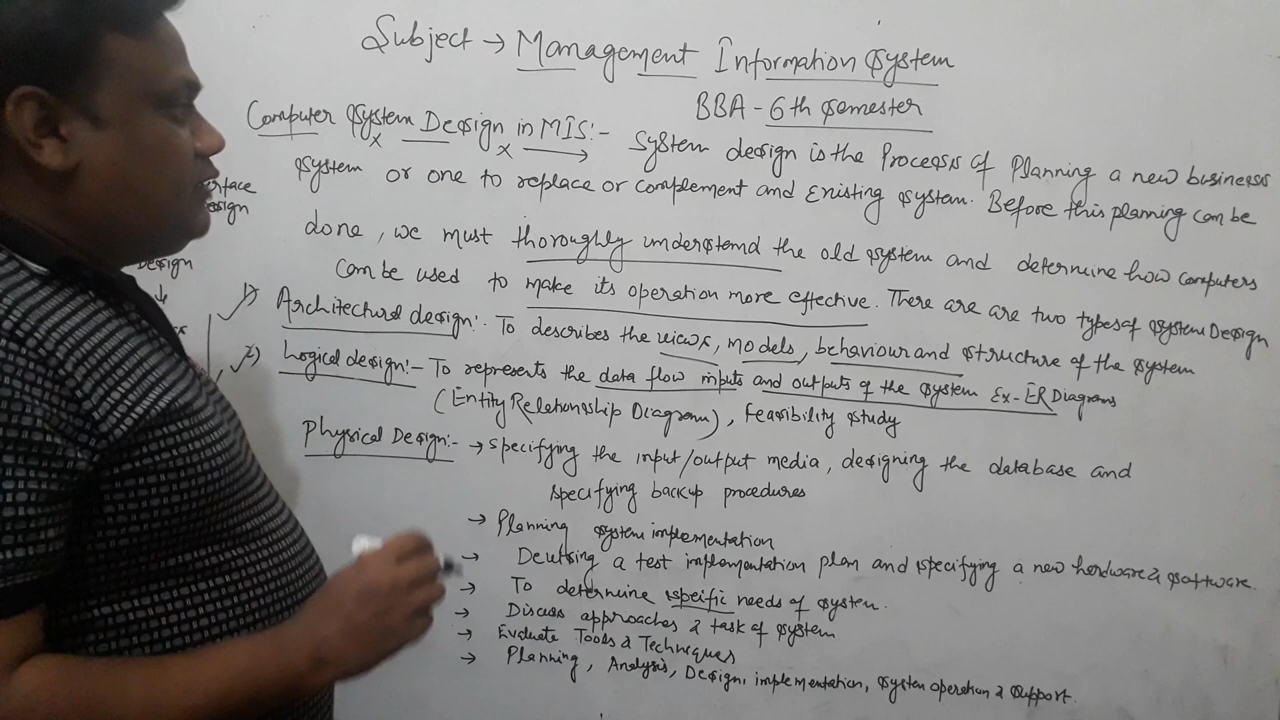 Subject → Management Information System
BBA - 6th Semester
Computer System Design in MIS:- System design is the Process of Planning a new business
System or one to replace or complement and Existing System. Before this planning can be
done, we must thoroughly understand the old system and determine how computers
can be used to make its operation more effective. There are two types of System Design
1) Architectural design:- To describes the views, models, behaviour and structure of the system
2) Logical design:- To represents the data flow inputs and outputs of the system Ex- ER Diagrams
(Entity Relationship Diagram), feasibility study
Physical Design:- → specifying the input/output media, designing the database and
specifying backup procedures
→ Planning system implementation
→ Deutsing a test implementation plan and specifying a new hardware & software.
→ To determine specific needs of system.
→ Discuss approaches & task of system
→ Evaluate Tools & Techniques
→ Planning, Analysis, Design, implementation, System operation & Support.
erface
esign
Design
↓